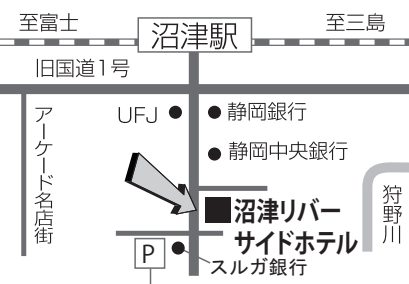 至富士
沼津駅
至三島
旧国道1号
UFJ
静岡銀行
静岡中央銀行
アーケード名店街
沼津リバー
サイドホテル
狩野川
P
スルガ銀行